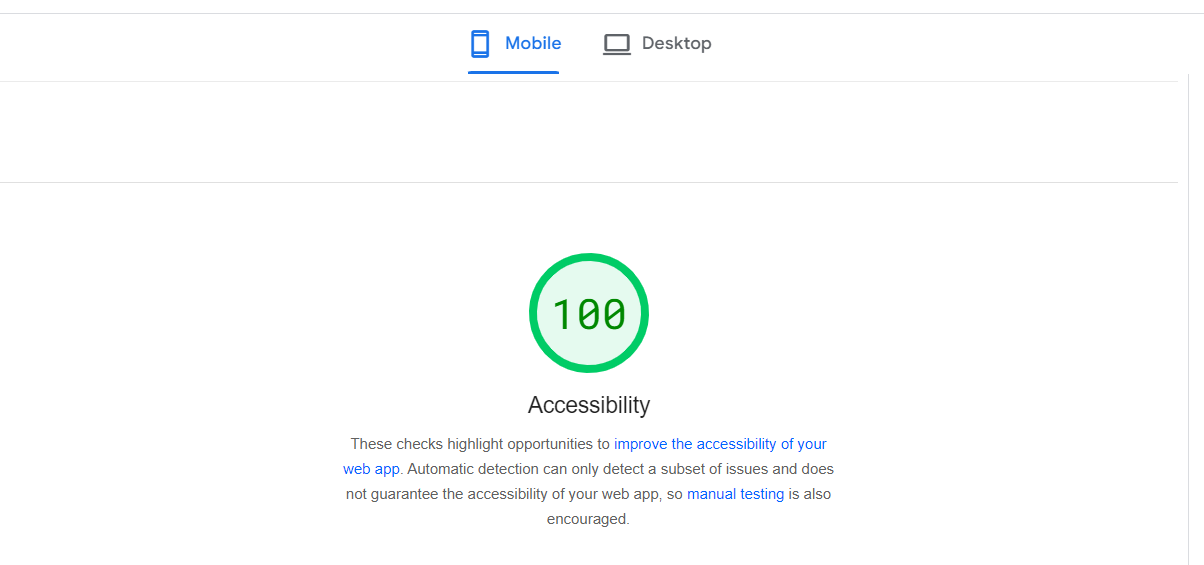 Mobile
Desktop
100
Accessibility
These checks highlight opportunities to improve the accessibility of your
web app. Automatic detection can only detect a subset of issues and does
not guarantee the accessibility of your web app, so manual testing is also
encouraged.